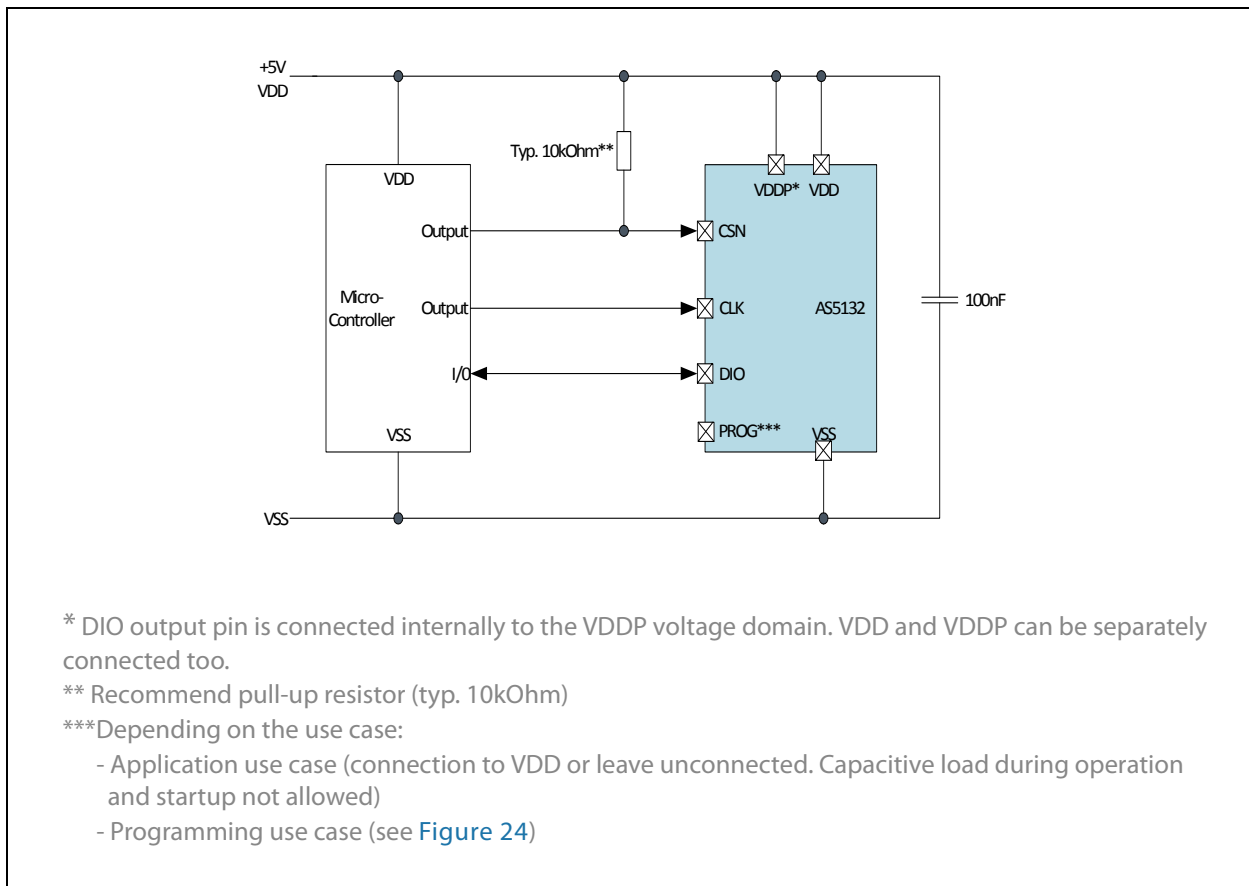 +5V
VDD
Typ. 10kOhm**
VDD
VDDP* VDD
Output
CSN
Micro-
Controller
Output
CLK
AS5132
100nF
I/0
DIO
VSS
PROG***
VSS
VSS
* DIO output pin is connected internally to the VDDP voltage domain. VDD and VDDP can be separately
connected too.
** Recommend pull-up resistor (typ. 10kOhm)
***Depending on the use case:
- Application use case (connection to VDD or leave unconnected. Capacitive load during operation
and startup not allowed)
- Programming use case (see Figure 24)